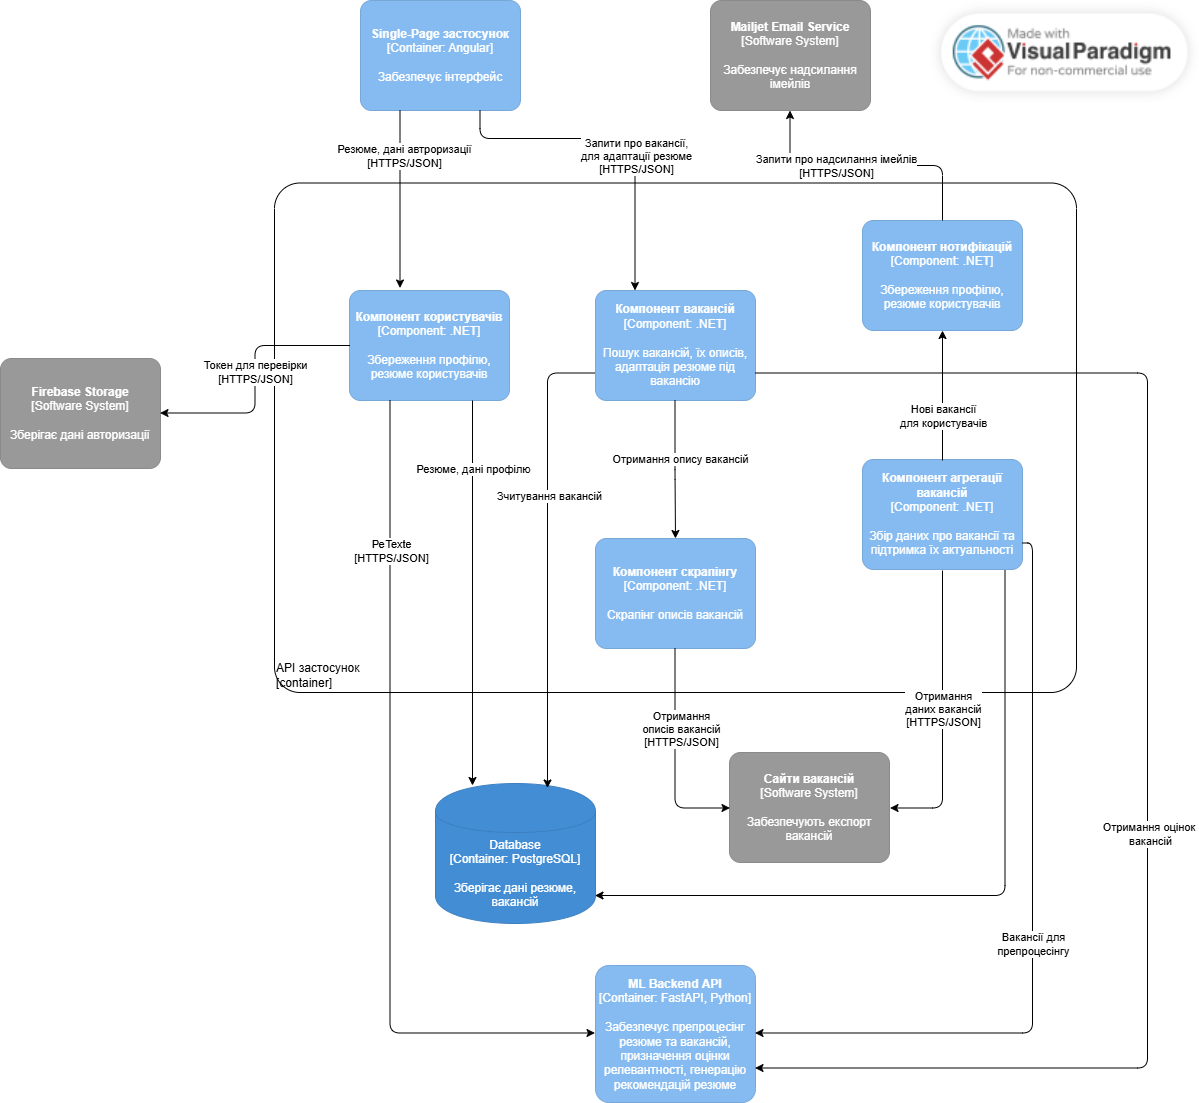 Single-Page застосунок
[Container: Angular]
Забезпечує інтерфейс
Mailjet Email Service
[Software System]
Забезпечує надсилання
імейлів
Made with
Visual Paradigm
For non-commercial use
Резюме, дані автроризації
[HTTPS/JSON]
Запити про вакансії,
для адаптації резюме
[HTTPS/JSON]
Запити про надсилання імейлів
[HTTPS/JSON]
Компонент нотифікацій
[Component: .NET]
Збереження профілю,
резюме користувачів
Компонент користувачів
[Component: .NET]
Збереження профілю,
резюме користувачів
Компонент вакансій
[Component: .NET]
Пошук вакансій, їх описів,
адаптація резюме під
вакансію
Токен для перевірки
[HTTPS/JSON]
Firebase Storage
[Software System]
Зберігає дані авторизації
Нові вакансії
для користувачів
Отримання опису вакансій
Резюме, дані профілю
Зчитування вакансій
Компонент агрегації
вакансій
[Component: .NET]
Збір даних про вакансії та
підтримка їх актуальності
РеТехте
[HTTPS/JSON]
Компонент скрапінгу
[Component: .NET]
Скрапінг описів вакансій
API застосунок
[container]
Отримання
описів вакансій
[HTTPS/JSON]
Отримання
даних вакансій
[HTTPS/JSON]
Сайти вакансій
[Software System]
Забезпечують експорт
вакансій
Database
[Container: PostgreSQL]
Зберігає дані резюме,
вакансій
Отримання оцінок
вакансій
Вакансії для
препроцесінгу
ML Backend API
[Container: FastAPI, Python]
Забезпечує препроцесінг
резюме та вакансій,
призначення оцінки
релевантності, генерацію
рекомендацій резюме